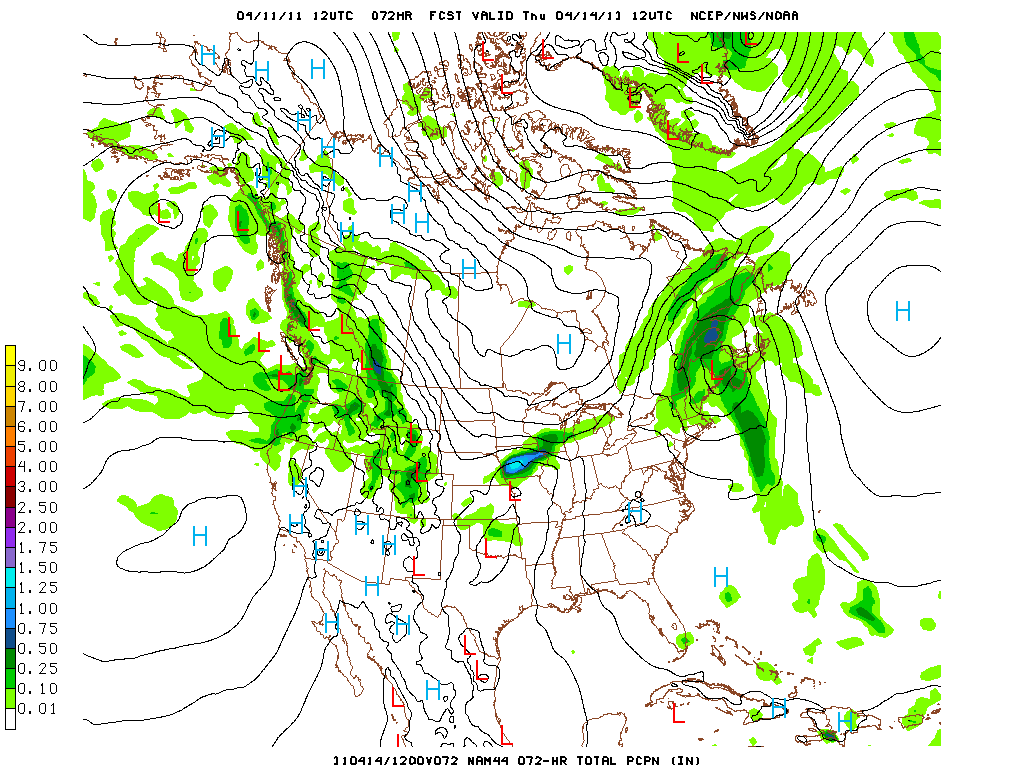 04/11/11 12UTC 072HR FCST VALID Thu 04/14/11 12UTC NCEP/NWS/NOAA
H H H L L L L L
L H L
H H H L
H H H H
L L H H H
H H
L H
L L L H
L L H
L L
L
L
H L L
H H H
H H L
L H H
H H
L
L
L H
L H L H
L L
9.00
8.00
7.00
6.00
5.00
4.00
3.00
2.50
2.00
1.75
1.50
1.25
1.00
0.75
0.50
0.25
0.10
0.01
110414/1200V072 NAM44 072-HR TOTAL PCPN (IN)